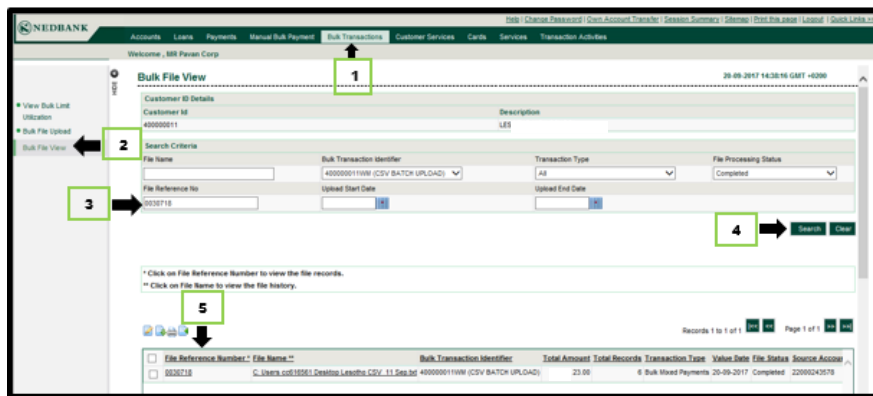 Help | Change Password | Own Account Transfer | Session Summary | Sitemap | Print this page | Logout | Quick Links
NEDBANK
Accounts Loans Payments Manual Bulk Payment Bulk Transactions Customer Services Cards Services Transaction Activities
Welcome , MR Pavan Corp
1
HIDE
Bulk File View
20-09-2017 14:38:16 GMT +0200
View Bulk Limit Utilization
Bulk File Upload
Bulk File View
2
Customer ID Details
Customer Id Description
400000011 LES
Search Criteria
File Name Bulk Transaction Identifier Transaction Type File Processing Status
400000011WM (CSV BATCH UPLOAD) All Completed
File Reference No Upload Start Date Upload End Date
3
0030718
4
Search Clear
* Click on File Reference Number to view the file records.
** Click on File Name to view the file history.
5
Records 1 to 1 of 1 Page 1 of 1
File Reference Number * File Name ** Bulk Transaction Identifier Total Amount Total Records Transaction Type Value Date File Status Source Accou
0030718 C: Users cc616561 Desktop Lesotho CSV 11 Sep.txt 400000011WM (CSV BATCH UPLOAD) 23.00 6 Bulk Mixed Payments 20-09-2017 Completed 22000243578